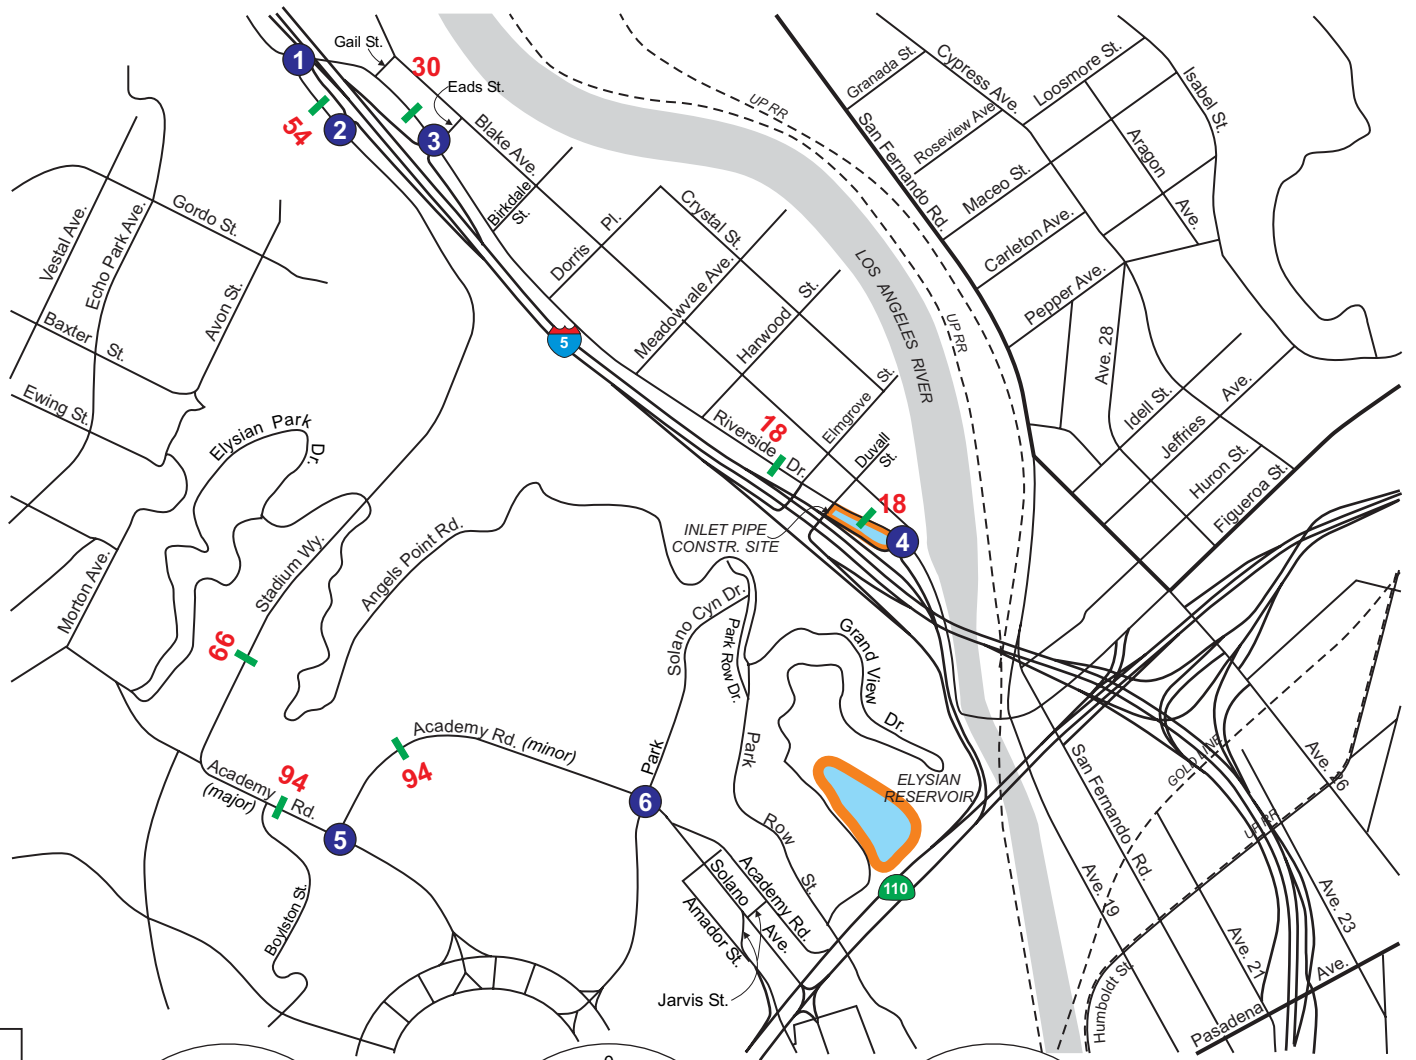 1
Gail St.
30
Eads St.
54
2
3
Blake Ave.
Birkdale
St.
UP RR
Granada St.
Cypress Ave.
Loosmore St.
Isabel St.
Roseview Ave.
San Fernando Rd.
Maceo St.
Aragon
Ave.
Carleton Ave.
Pepper Ave.
Ave. 28
Vestal Ave.
Echo Park Ave.
Gordo St.
Avon St.
Baxter St.
Ewing St.
Dorris Pl.
Crystal St.
Meadowvale Ave.
Harwood St.
LOS ANGELES RIVER
UP RR
5
Elmgrove St.
Riverside Dr.
18
Duvall
St.
18
4
INLET PIPE
CONSTR. SITE
Idell St.
Jeffries Ave.
Huron St.
Figueroa St.
Elysian Park Dr.
Morton Ave.
Stadium Wy.
Angels Point Rd.
66
Solano Cyn Dr.
Park Row Dr.
Grand View Dr.
Academy Rd. (minor)
94
94
Academy Rd.
(major)
5
6
Park
Park Row St.
ELYSIAN
RESERVOIR
110
Boylston St.
Solano Ave.
Academy Rd.
Amador St.
Jarvis St.
San Fernando Rd.
GOLD LINE
UP RR
Ave. 26
Ave. 19
Ave. 21
Ave. 23
Humboldt St.
Pasadena Ave.